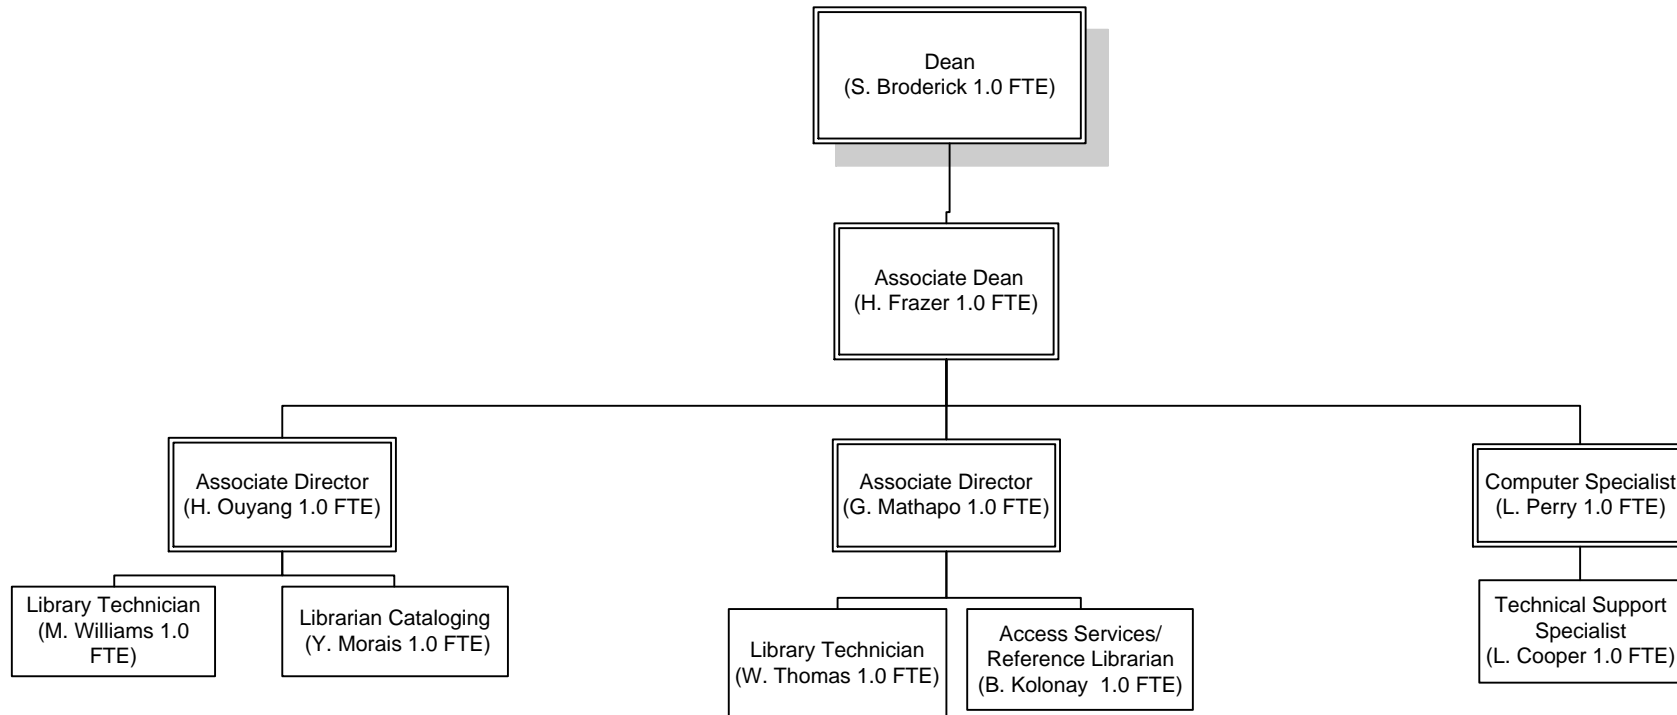 Dean
(S. Broderick 1.0 FTE)
Associate Dean
(H. Frazer 1.0 FTE)
Associate Director
(H. Ouyang 1.0 FTE)
Associate Director
(G. Mathapo 1.0 FTE)
Computer Specialist
(L. Perry 1.0 FTE)
Library Technician
(M. Williams 1.0
FTE)
Librarian Cataloging
(Y. Morais 1.0 FTE)
Library Technician
(W. Thomas 1.0 FTE)
Access Services/
Reference Librarian
(B. Kolonay  1.0 FTE)
Technical Support
Specialist
(L. Cooper 1.0 FTE)